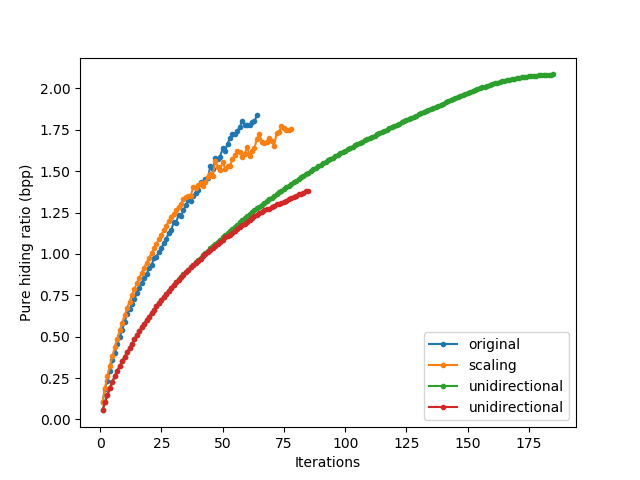 2.00
1.75
1.50
1.25
1.00
0.75
0.50
0.25
0.00
Pure hiding ratio (bpp)
original
scaling
unidirectional
unidirectional
0 25 50 75 100 125 150 175
Iterations